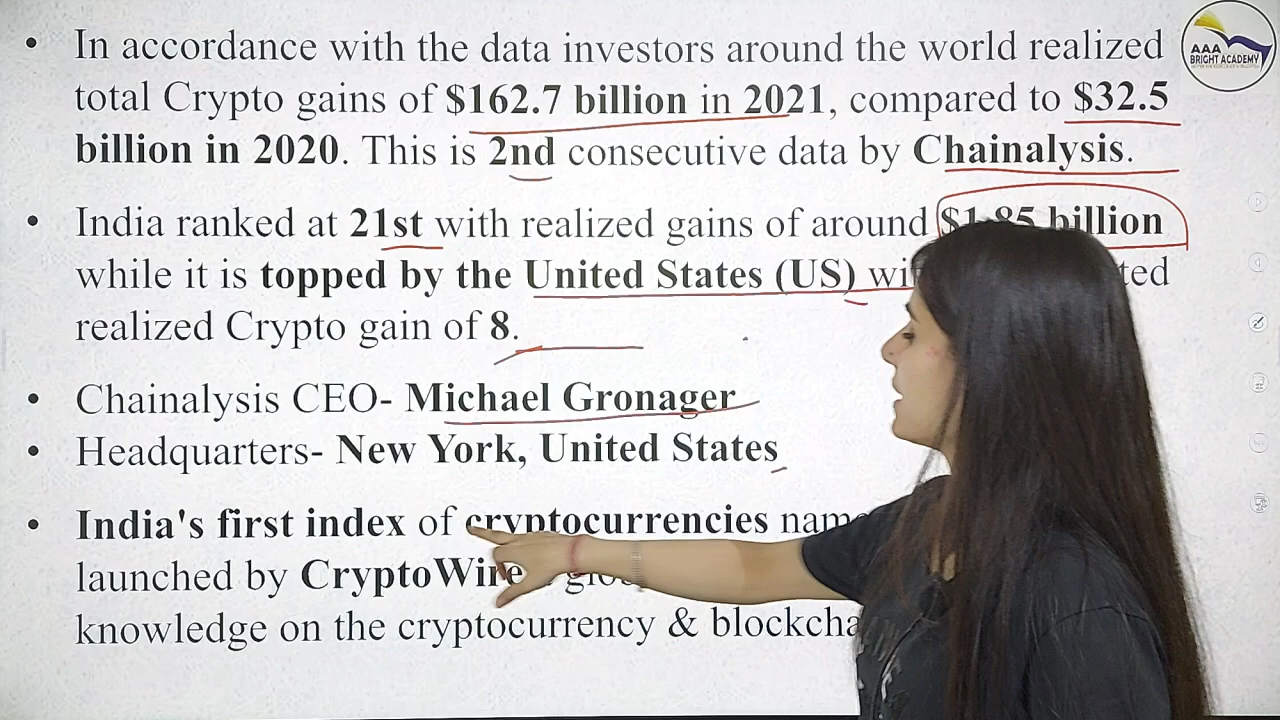 AAA
BRIGHT ACADEMY
• In accordance with the data investors around the world realized
total Crypto gains of $162.7 billion in 2021, compared to $32.5
billion in 2020. This is 2nd consecutive data by Chainalysis.
• India ranked at 21st with realized gains of around $1.85 billion
while it is topped by the United States (US)
realized Crypto gain of 8.
• Chainalysis CEO- Michael Gronager
• Headquarters- New York, United States
• India's first index of cryptocurrencies
launched by CryptoWire
knowledge on the cryptocurrency &